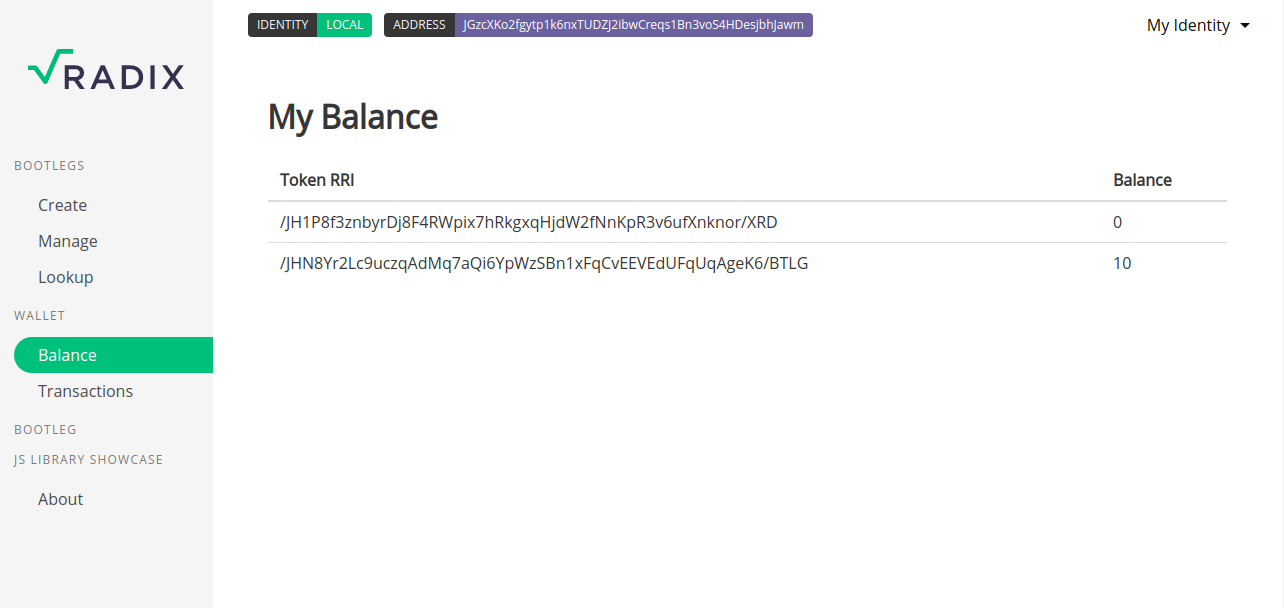 IDENTITY LOCAL ADDRESS JGzcXKo2fgytp1k6nxTUDZJ2ibwCreqs1Bn3voS4HDesjbhJawm My Identity
RADIX
My Balance
BOOTLEGS
Token RRI Balance
Create
/JH1P8f3znbyrDj8F4RWpix7hRkgxqHjdW2fNnKpR3v6ufXnknor/XRD 0
Manage
/JHN8Yr2Lc9uczqAdMq7aQi6YpWzSBn1xFqCvEEVEdUFqUqAgeK6/BTLG 10
Lookup
WALLET
Balance
Transactions
BOOTLEG
JS LIBRARY SHOWCASE
About